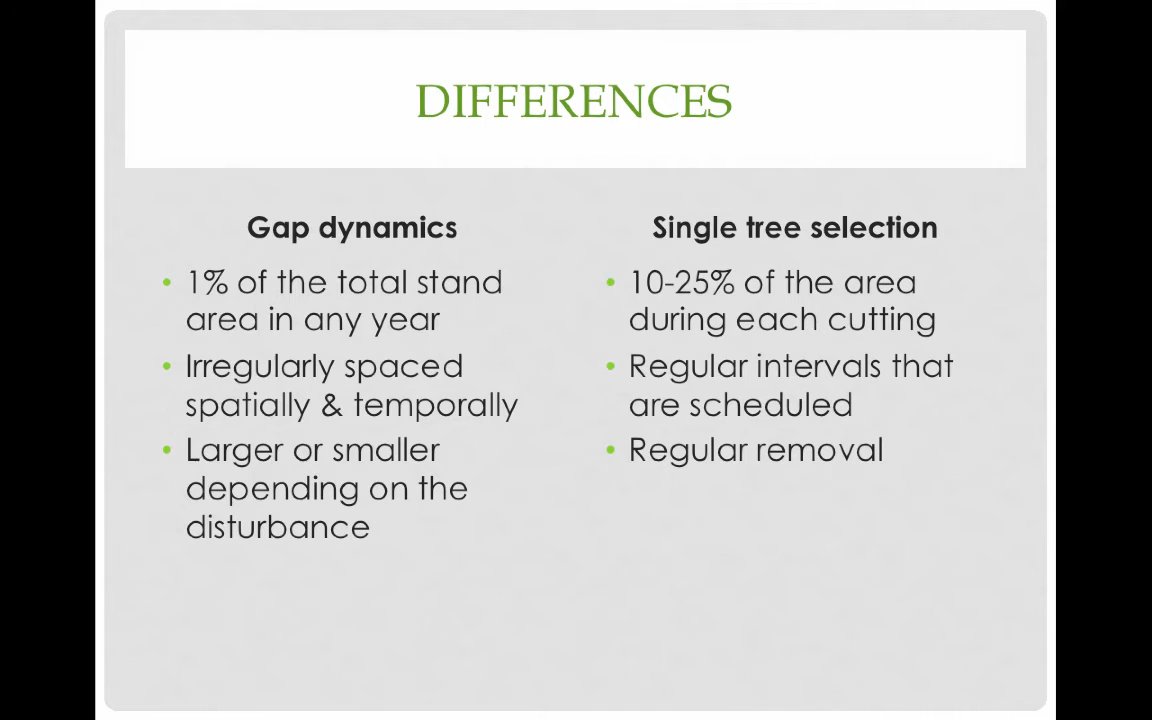 DIFFERENCES
Gap dynamics
• 1% of the total stand
area in any year
• Irregularly spaced
spatially & temporally
• Larger or smaller
depending on the
disturbance
Single tree selection
• 10-25% of the area
during each cutting
• Regular intervals that
are scheduled
• Regular removal